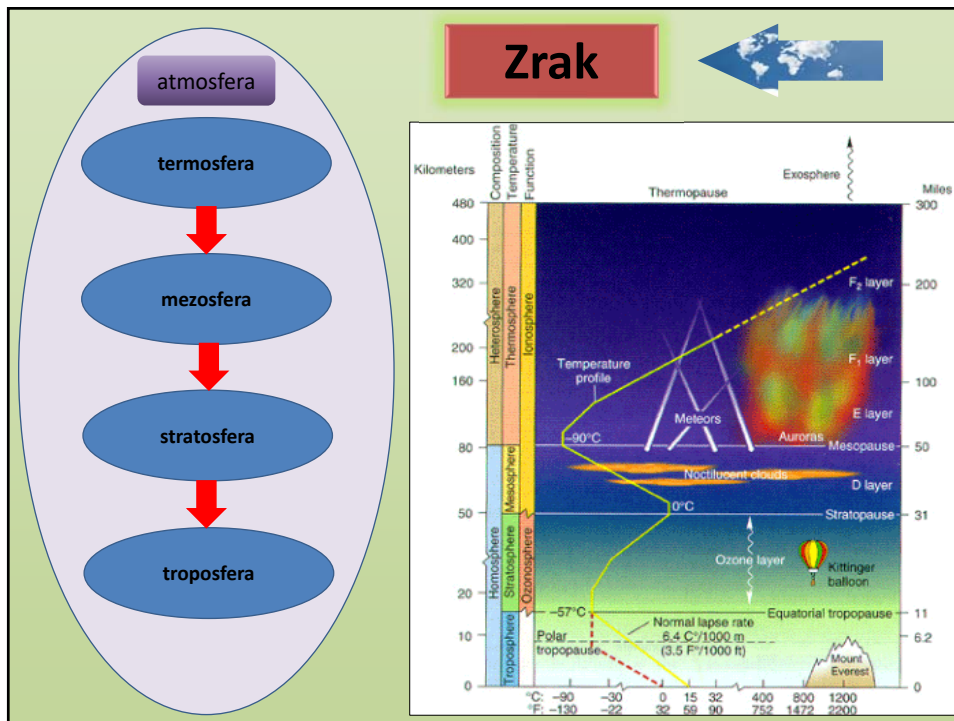 Zrak
atmosfera
termosfera
mezosfera
stratosfera
troposfera
Kilometers
Composition
Temperature
Function
Exosphere
Miles
Thermopause
480
400
320
200
160
80
50
20
10
0
300
200
100
50
31
11
6.2
0
Heterosphere
Homosphere
Thermosphere
Mesosphere
Stratosphere
Troposphere
Ionosphere
Ozonosphere
F2 layer
F1 layer
Temperature
profile
Meteors
E layer
Auroras
–90°C
Mesopause
Noctilucent clouds
D layer
0°C
Stratopause
Ozone layer
Kittinger
balloon
–57°C
Equatorial tropopause
Normal lapse rate
6.4 C°/1000 m
(3.5 F°/1000 ft)
Polar
tropopause
Mount
Everest
°C: –90 –30 0 15 32 400 800 1200
°F: –130 –22 32 59 90 752 1472 2200